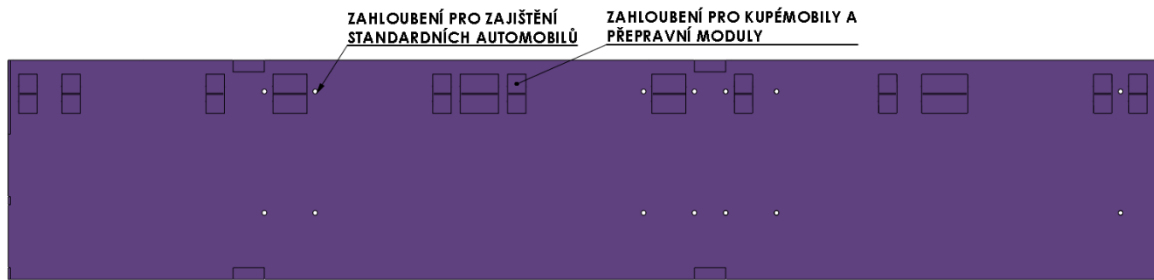 ZAHLOUBENÍ PRO ZAJIŠTĚNÍ
STANDARDNÍCH AUTOMOBILŮ
ZAHLOUBENÍ PRO KUPÉMOBILY A
PŘEPRAVNÍ MODULY